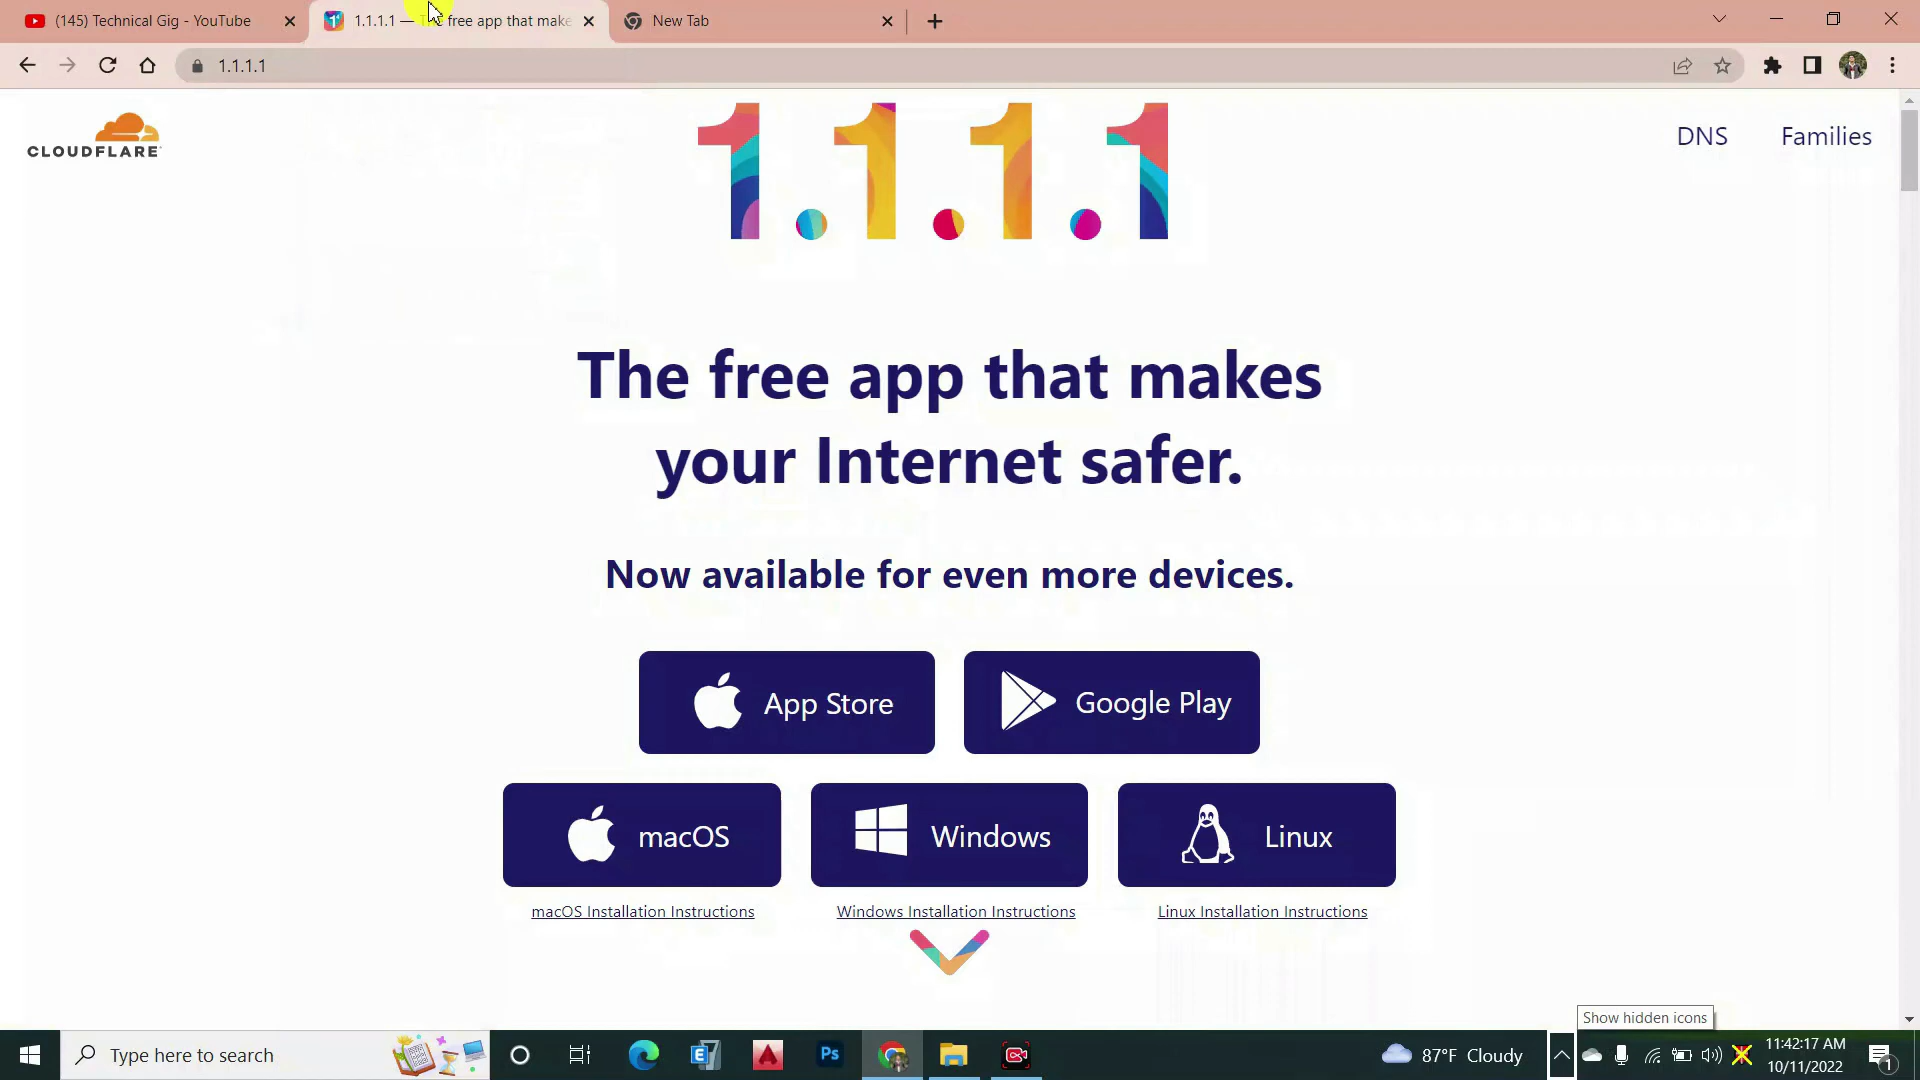 (145) Technical Gig - YouTube
1.1.1.1 — The free app that make
New Tab
1.1.1.1
CLOUDFLARE
1.1.1.1
DNS
Families
The free app that makes
your Internet safer.
Now available for even more devices.
App Store
Google Play
macOS
Windows
Linux
macOS Installation Instructions
Windows Installation Instructions
Linux Installation Instructions
Show hidden icons
Type here to search
Ps
87°F Cloudy
11:42:17 AM
10/11/2022
1